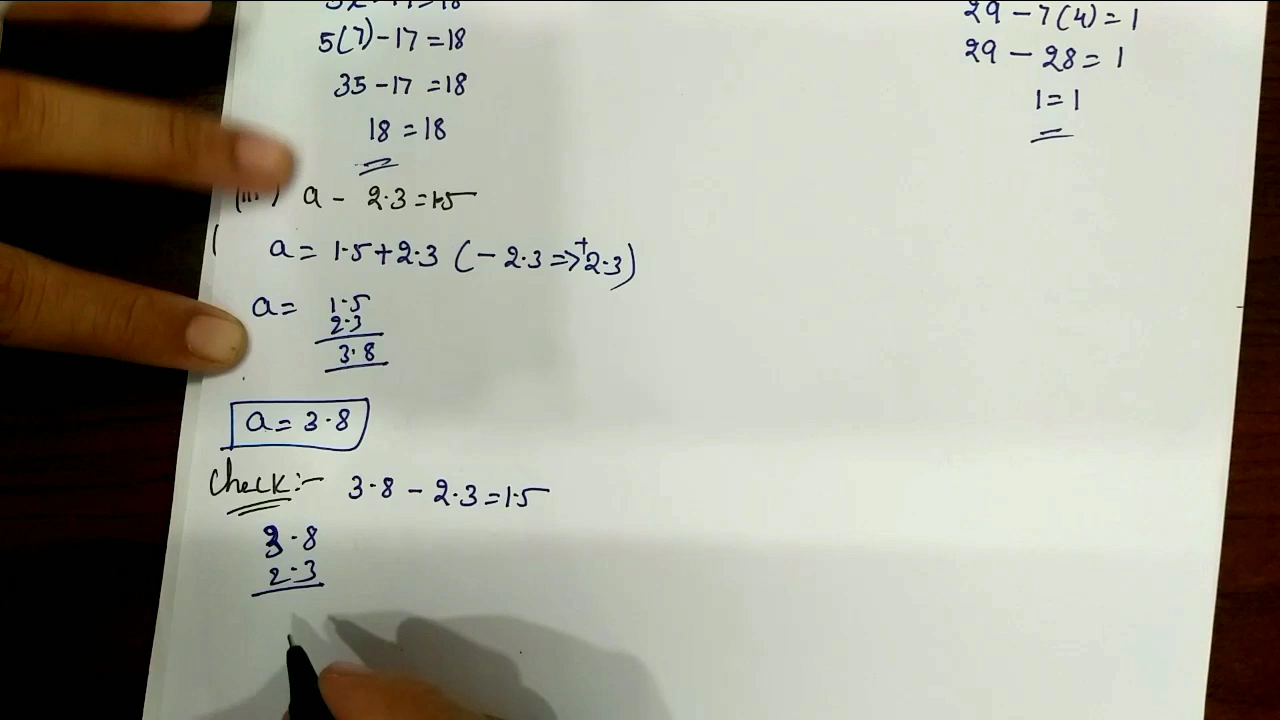 5(7)-17 =18
35 -17 =18
18 = 18
29 - 7(4) = 1
29 - 28 = 1
1 = 1
(iii) a - 2.3 = 1.5
a = 1.5 + 2.3 (- 2.3 => +2.3)
a = 1.5
2.3
3.8
a = 3.8
Check:- 3.8 - 2.3 = 1.5
3.8
2.3